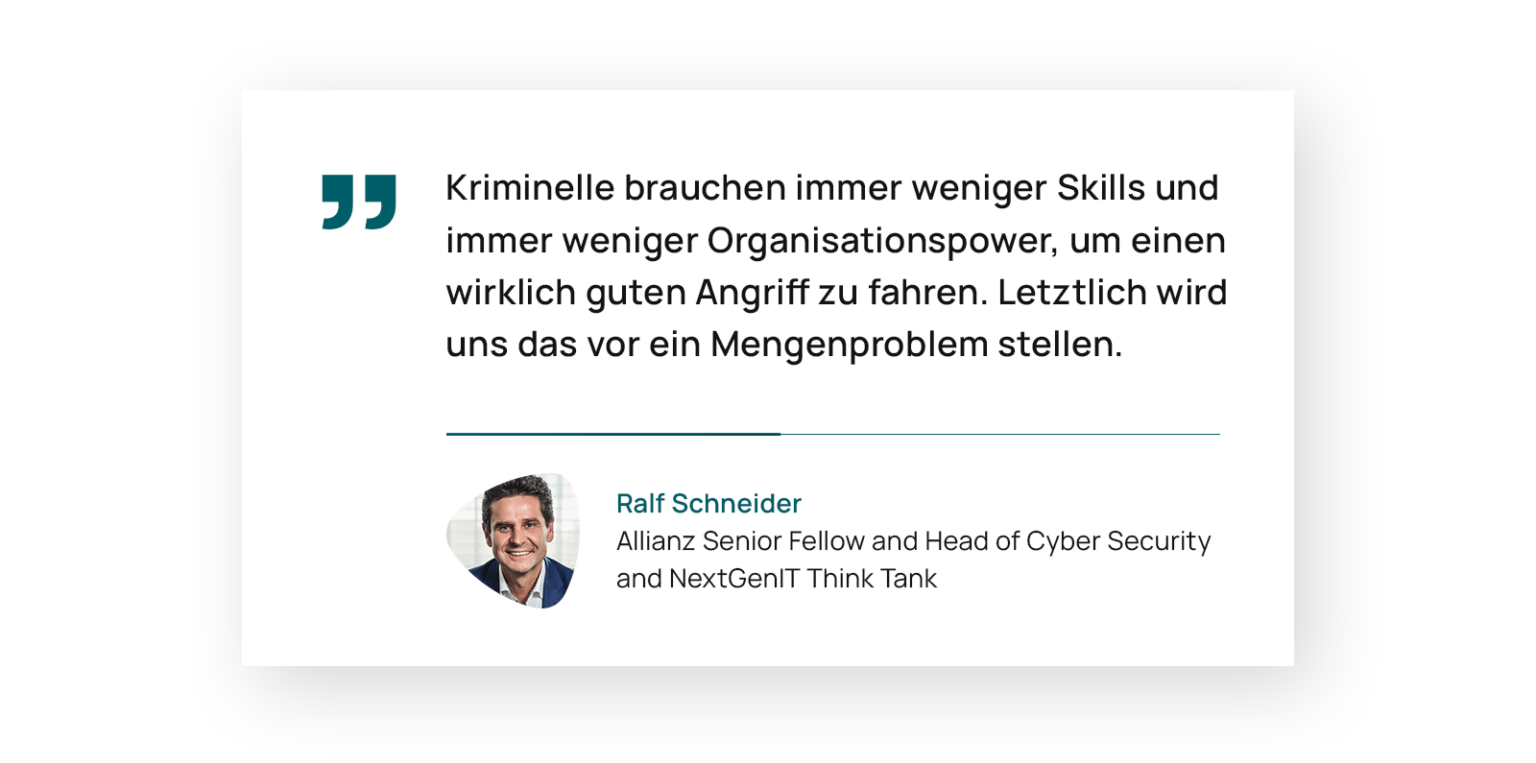 Kriminelle brauchen immer weniger Skills und
immer weniger Organisationspower, um einen
wirklich guten Angriff zu fahren. Letztlich wird
uns das vor ein Mengenproblem stellen.
Ralf Schneider
Allianz Senior Fellow and Head of Cyber Security
and NextGenIT Think Tank